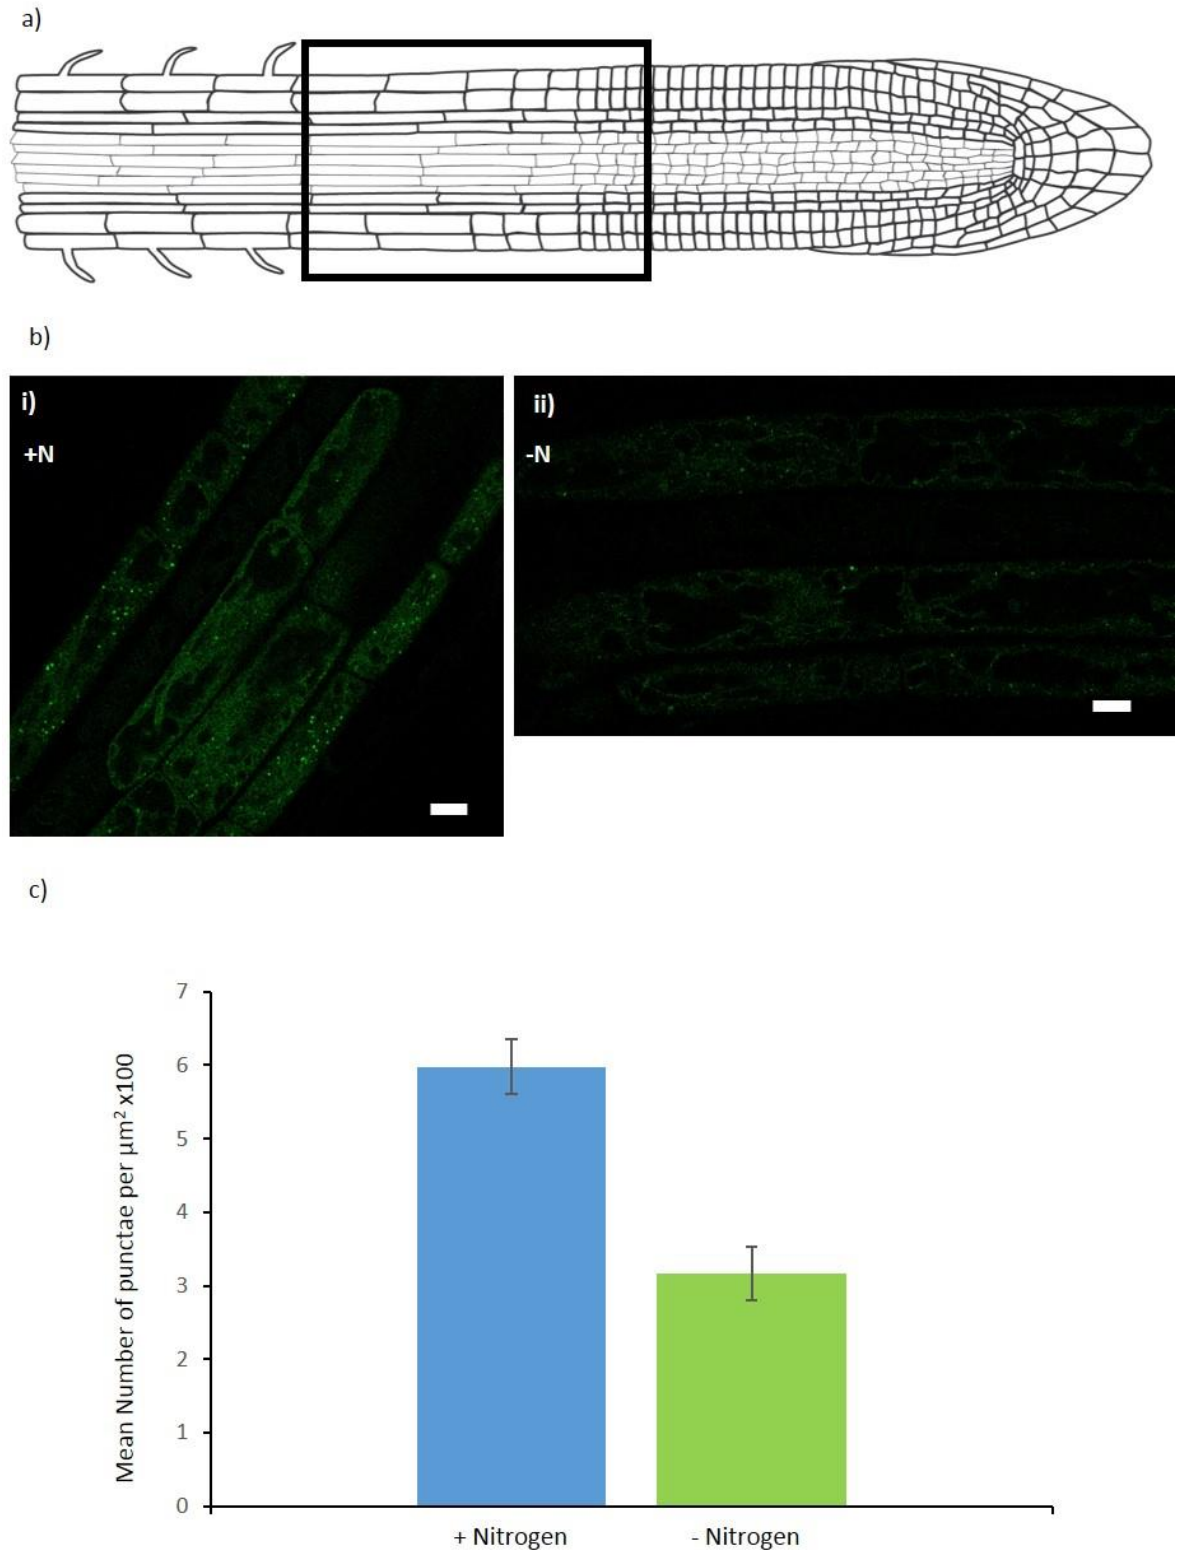 a)
b)
i)
+N
ii)
-N
c)
7
6
5
4
3
2
1
0
Mean Number of punctae per µm² x100
+ Nitrogen
- Nitrogen